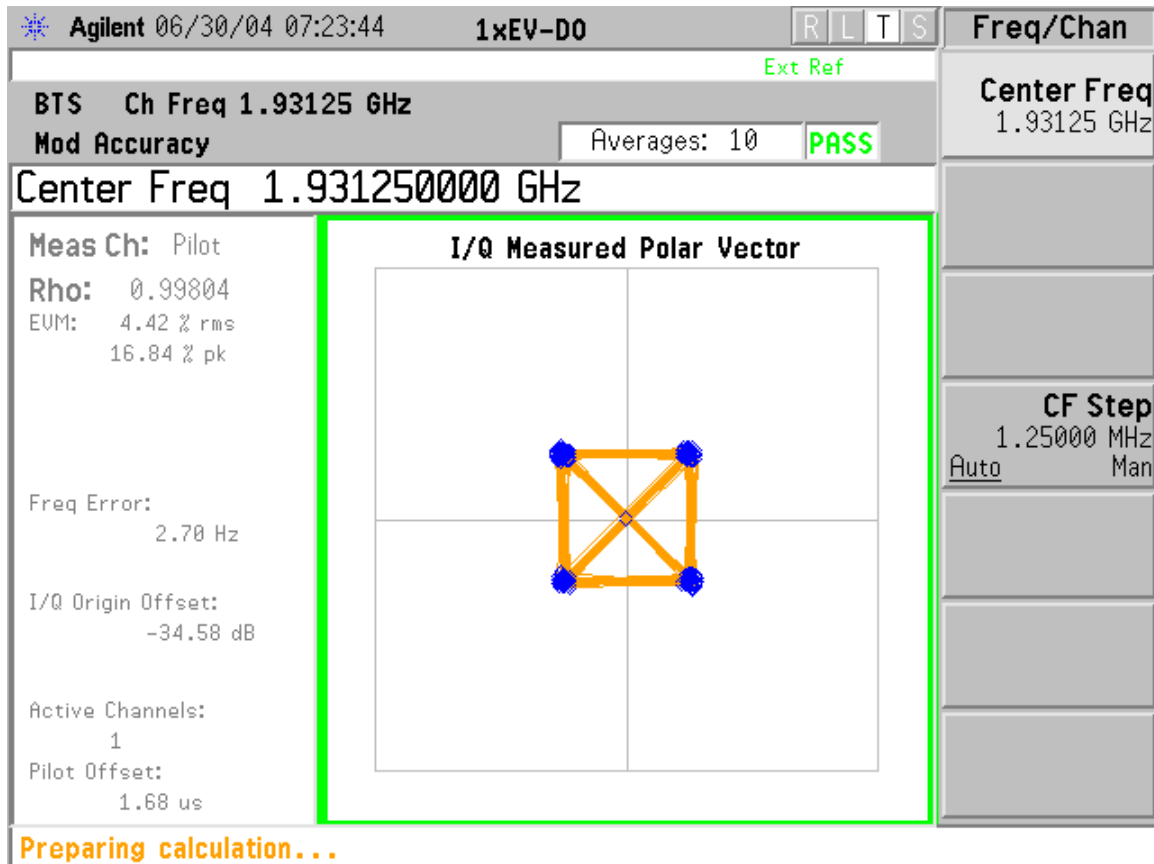 Agilent 06/30/04 07:23:44 1xEV-DO R L T S Freq/Chan
Ext Ref
BTS Ch Freq 1.93125 GHz
Mod Accuracy Averages: 10 PASS
Center Freq 1.931250000 GHz
Center Freq
1.93125 GHz
Meas Ch: Pilot
Rho: 0.99804
EVM: 4.42 % rms
16.84 % pk
Freq Error:
2.70 Hz
I/Q Origin Offset:
-34.58 dB
Active Channels:
1
Pilot Offset:
1.68 us
I/Q Measured Polar Vector
CF Step
1.25000 MHz
Auto Man
Preparing calculation...